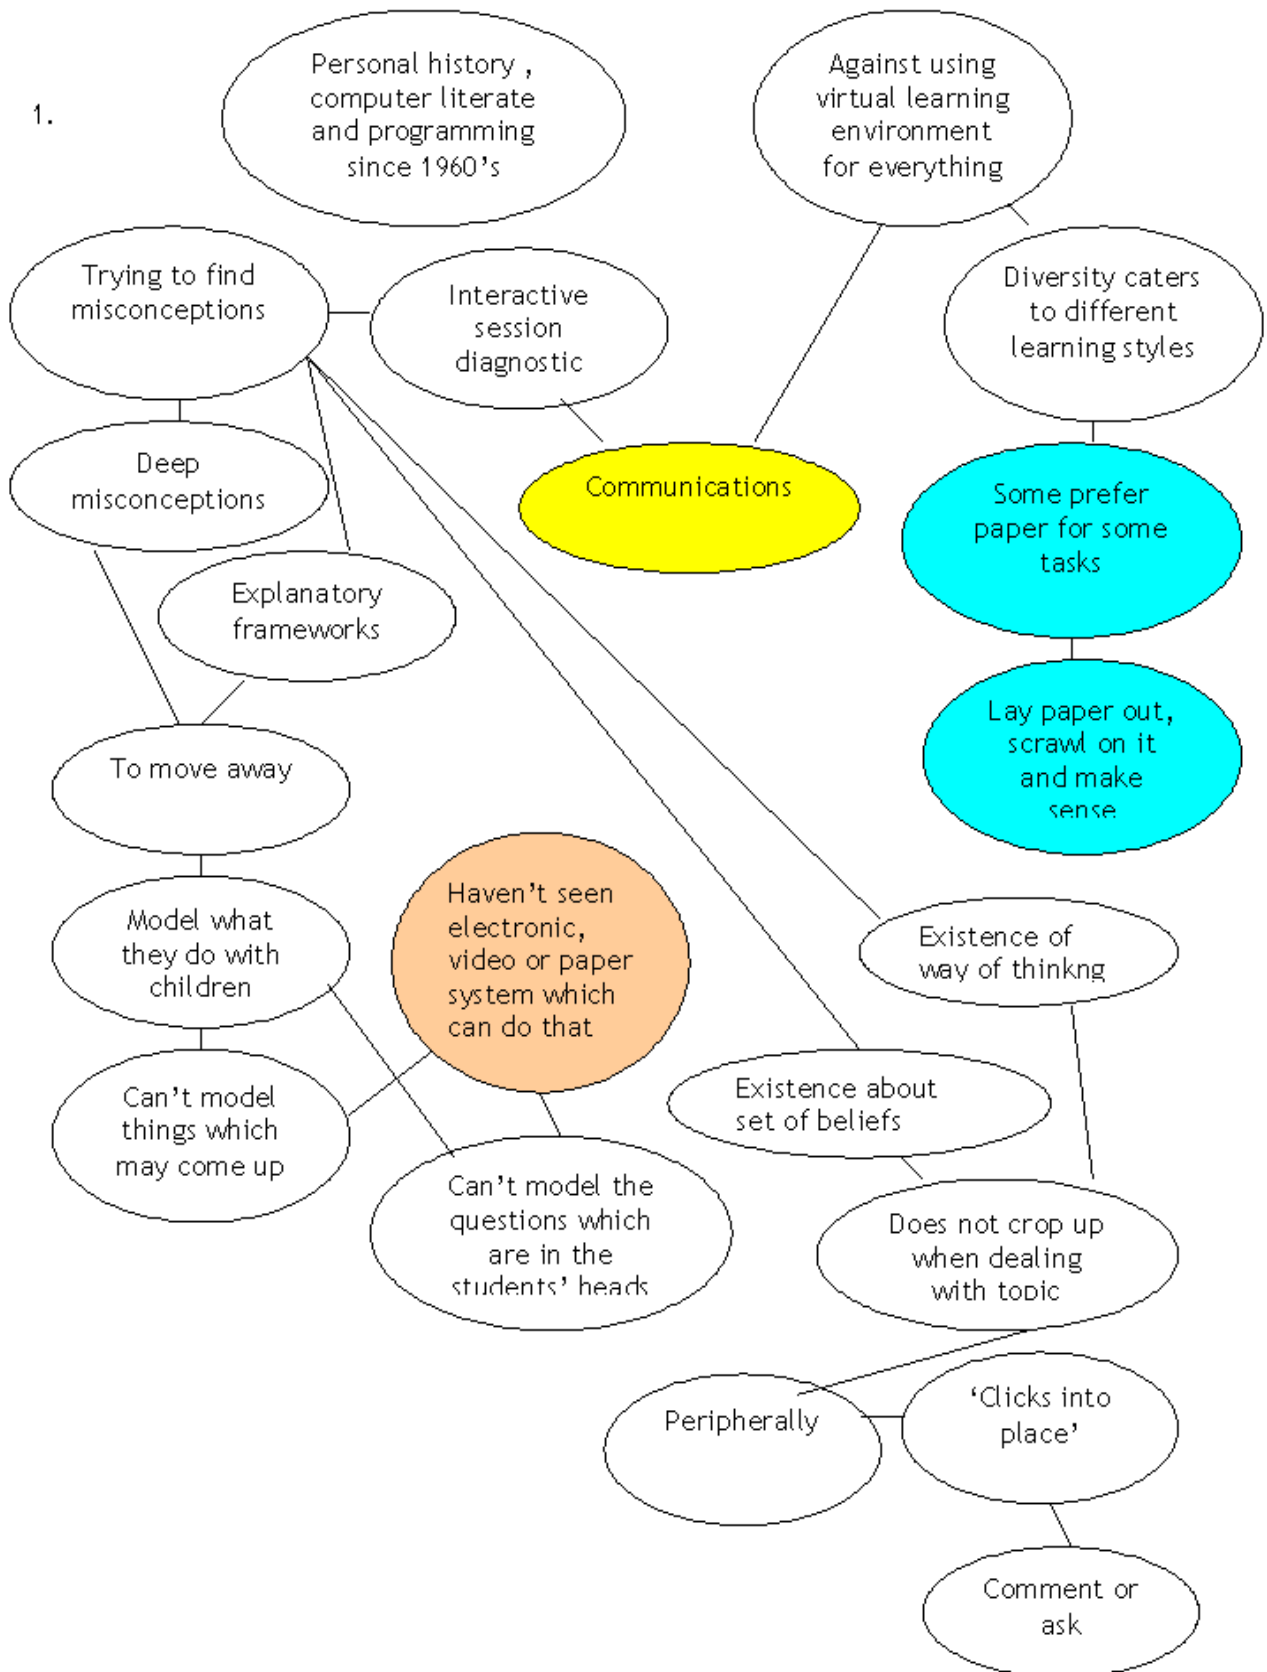 1.
Personal history ,
computer literate
and programming
since 1960’s
Against using
virtual learning
environment
for everything
Trying to find
misconceptions
Interactive
session
diagnostic
Diversity caters
to different
learning styles
Deep
misconceptions
Communications
Some prefer
paper for some
tasks
Explanatory
frameworks
Lay paper out,
scrawl on it
and make
sense
To move away
Haven’t seen
electronic,
video or paper
system which
can do that
Model what
they do with
children
Existence of
way of thinkng
Can’t model
things which
may come up
Existence about
set of beliefs
Can’t model the
questions which
are in the
students’ heads
Does not crop up
when dealing
with topic
Peripherally
‘Clicks into
place’
Comment or
ask